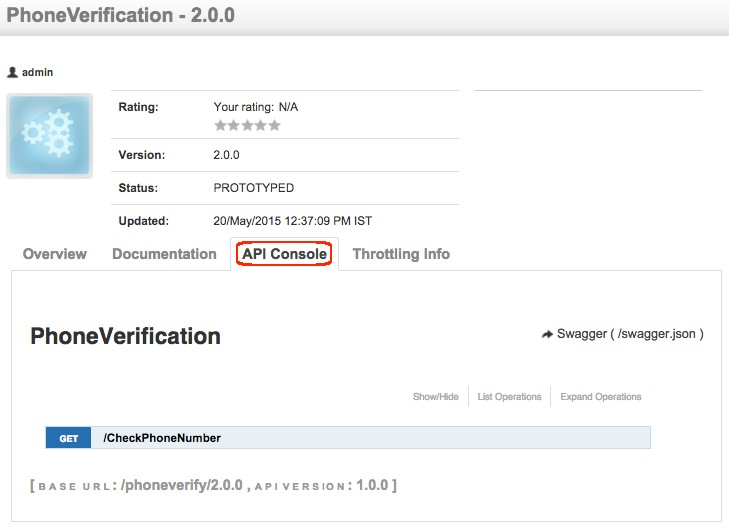 PhoneVerification - 2.0.0
admin
Rating: Your rating: N/A
Version: 2.0.0
Status: PROTOTYPED
Updated: 20/May/2015 12:37:09 PM IST
Overview Documentation API Console Throttling Info
PhoneVerification Swagger ( /swagger.json )
Show/Hide List Operations Expand Operations
GET /CheckPhoneNumber
[ BASE URL: /phoneverify/2.0.0 , API VERSION: 1.0.0 ]